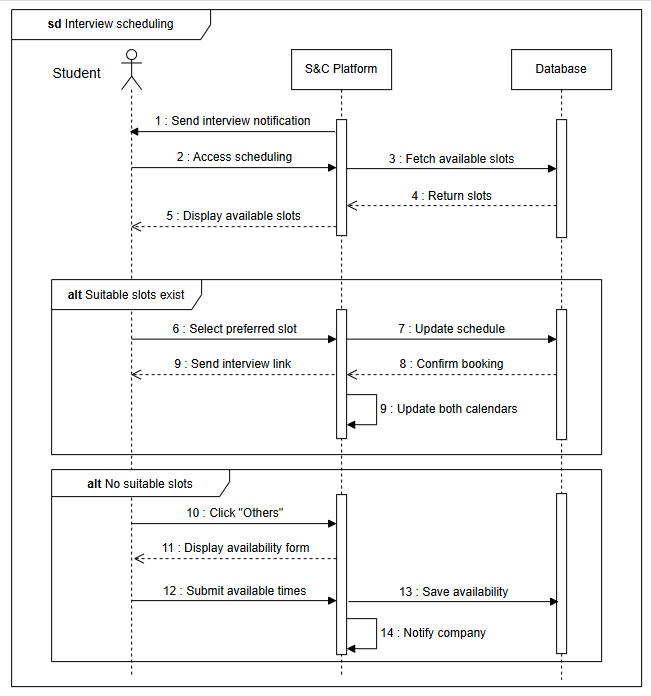 sd Interview scheduling
Student
S&C Platform
Database
1 : Send interview notification
2 : Access scheduling
3 : Fetch available slots
4 : Return slots
5 : Display available slots
alt Suitable slots exist
6 : Select preferred slot
7 : Update schedule
9 : Send interview link
8 : Confirm booking
9 : Update both calendars
alt No suitable slots
10 : Click "Others"
11 : Display availability form
12 : Submit available times
13 : Save availability
14 : Notify company